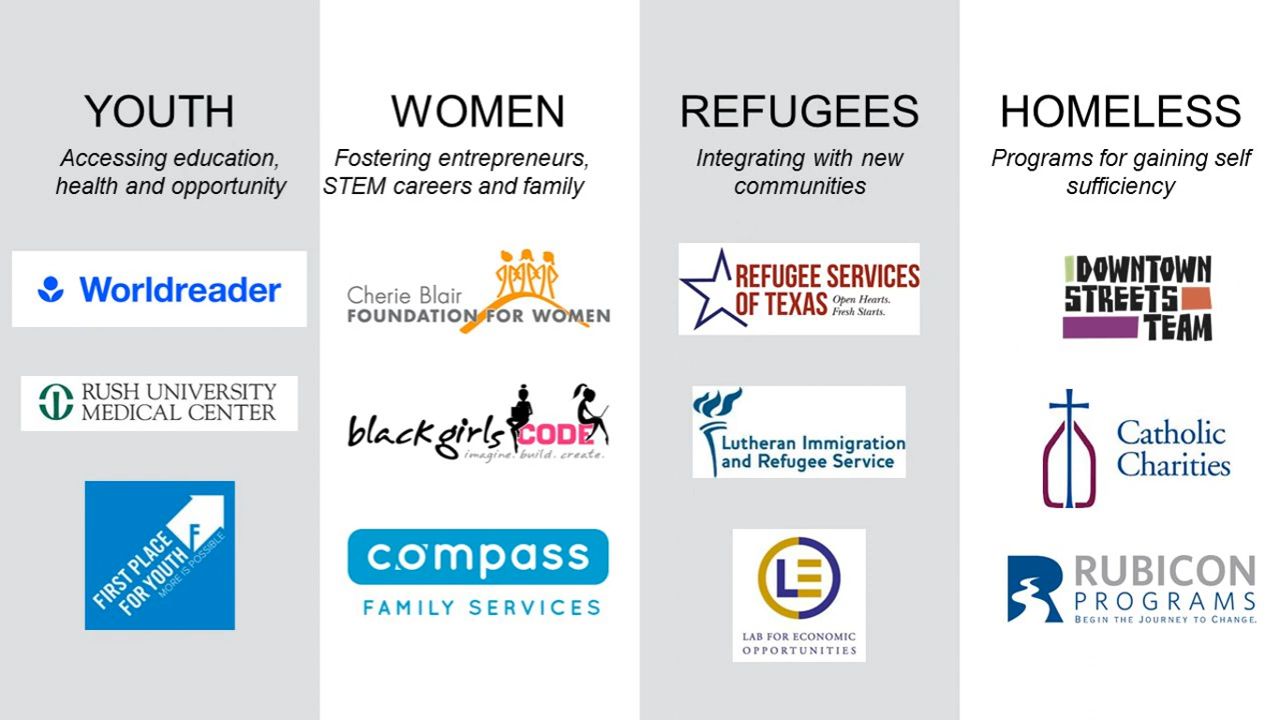 YOUTH
Accessing education,
health and opportunity
Worldreader
RUSH UNIVERSITY
MEDICAL CENTER
FIRST PLACE
FOR YOUTH
MORE IS POSSIBLE
F
WOMEN
Fostering entrepreneurs,
STEM careers and family
Cherie Blair
FOUNDATION FOR WOMEN
black girls CODE
imagine. build. create.
compass
FAMILY SERVICES
REFUGEES
Integrating with new
communities
REFUGEE SERVICES
OF TEXAS Open Hearts.
Fresh Starts.
Lutheran Immigration
and Refugee Service
LE
LAB FOR ECONOMIC
OPPORTUNITIES
HOMELESS
Programs for gaining self
sufficiency
DOWNTOWN
STREETS
TEAM
Catholic
Charities
R RUBICON
PROGRAMS
BEGIN THE JOURNEY TO CHANGE.